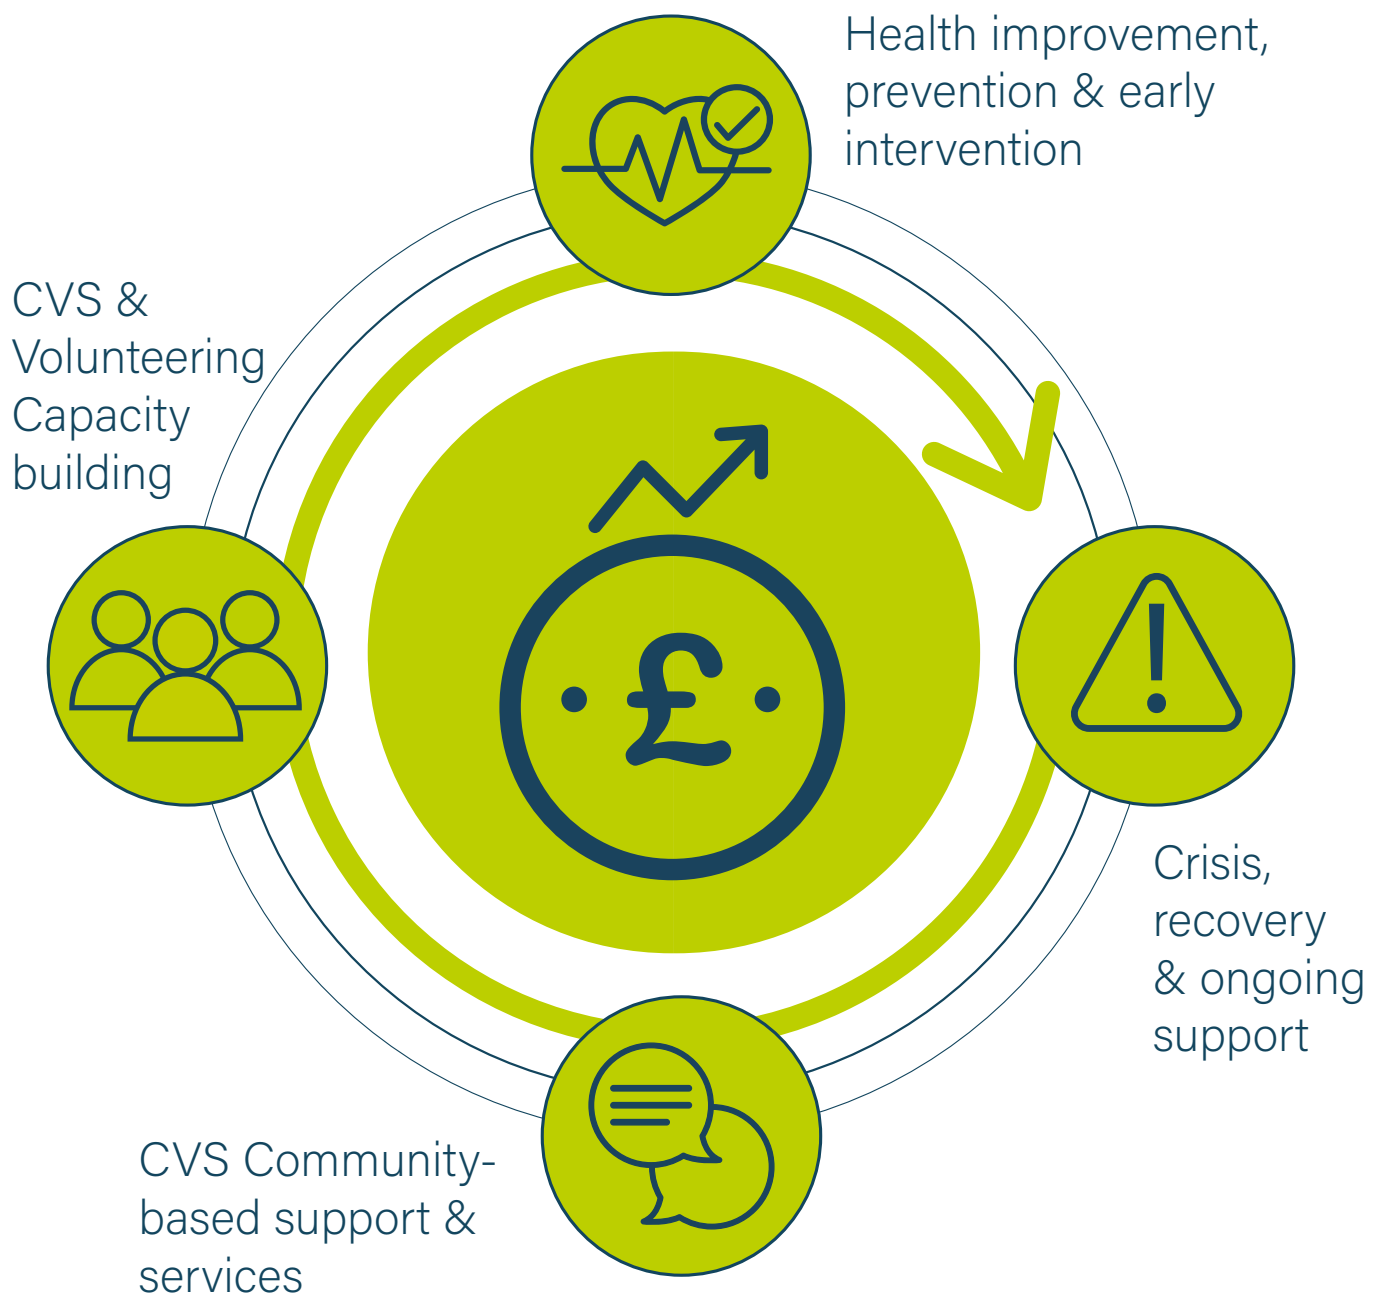 Health improvement,
prevention & early
intervention
CVS &
Volunteering
Capacity
building
£
Crisis,
recovery
& ongoing
support
CVS Community-
based support &
services